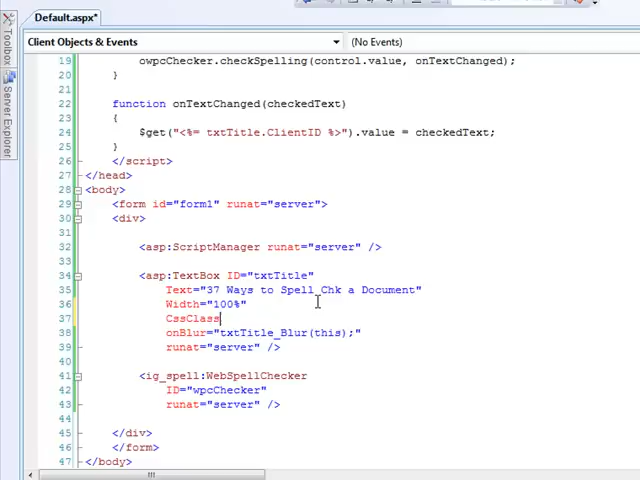 Default.aspx*
Client Objects & Events
(No Events)
Toolbox
Server Explorer
19 owpcChecker.checkSpelling(control.value, onTextChanged);
20 }
21
22 function onTextChanged(checkedText)
23 {
24 $get("<%= txtTitle.ClientID %>").value = checkedText;
25 }
26 </script>
27 </head>
28 <body>
29 <form id="form1" runat="server">
30 <div>
31
32 <asp:ScriptManager runat="server" />
33
34 <asp:TextBox ID="txtTitle"
35 Text="37 Ways to Spell Chk a Document"
36 Width="100%"
37 CssClass
38 onBlur="txtTitle_Blur(this);"
39 runat="server" />
40
41 <ig_spell:WebSpellChecker
42 ID="wpcChecker"
43 runat="server" />
44
45 </div>
46 </form>
47 </body>